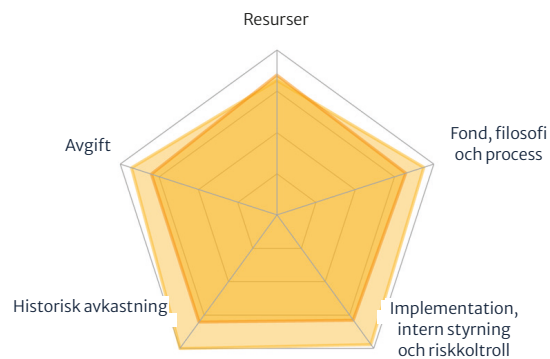 Resurser
Avgift
Fond, filosofi
och process
Historisk avkastning
Implementation,
intern styrning
och riskkoltroll